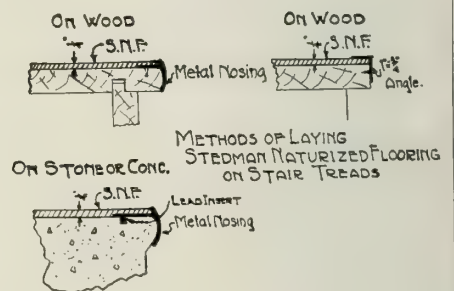 On Wood
S.N.F.
Metal Nosing
On Wood
S.N.F.
Angle.
Methods of Laying
Stedman Naturized Flooring
on Stair Treads
On Stone or Conc.
S.N.F.
Lead Insert
Metal Nosing